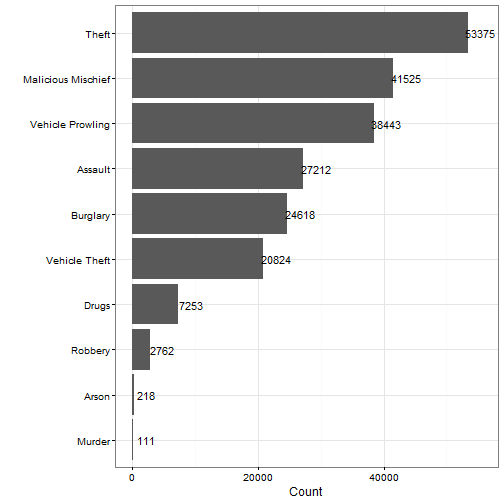 Theft 53375
Malicious Mischief 41525
Vehicle Prowling 38443
Assault 27212
Burglary 24618
Vehicle Theft 20824
Drugs 7253
Robbery 2762
Arson 218
Murder 111
0 20000 40000
Count